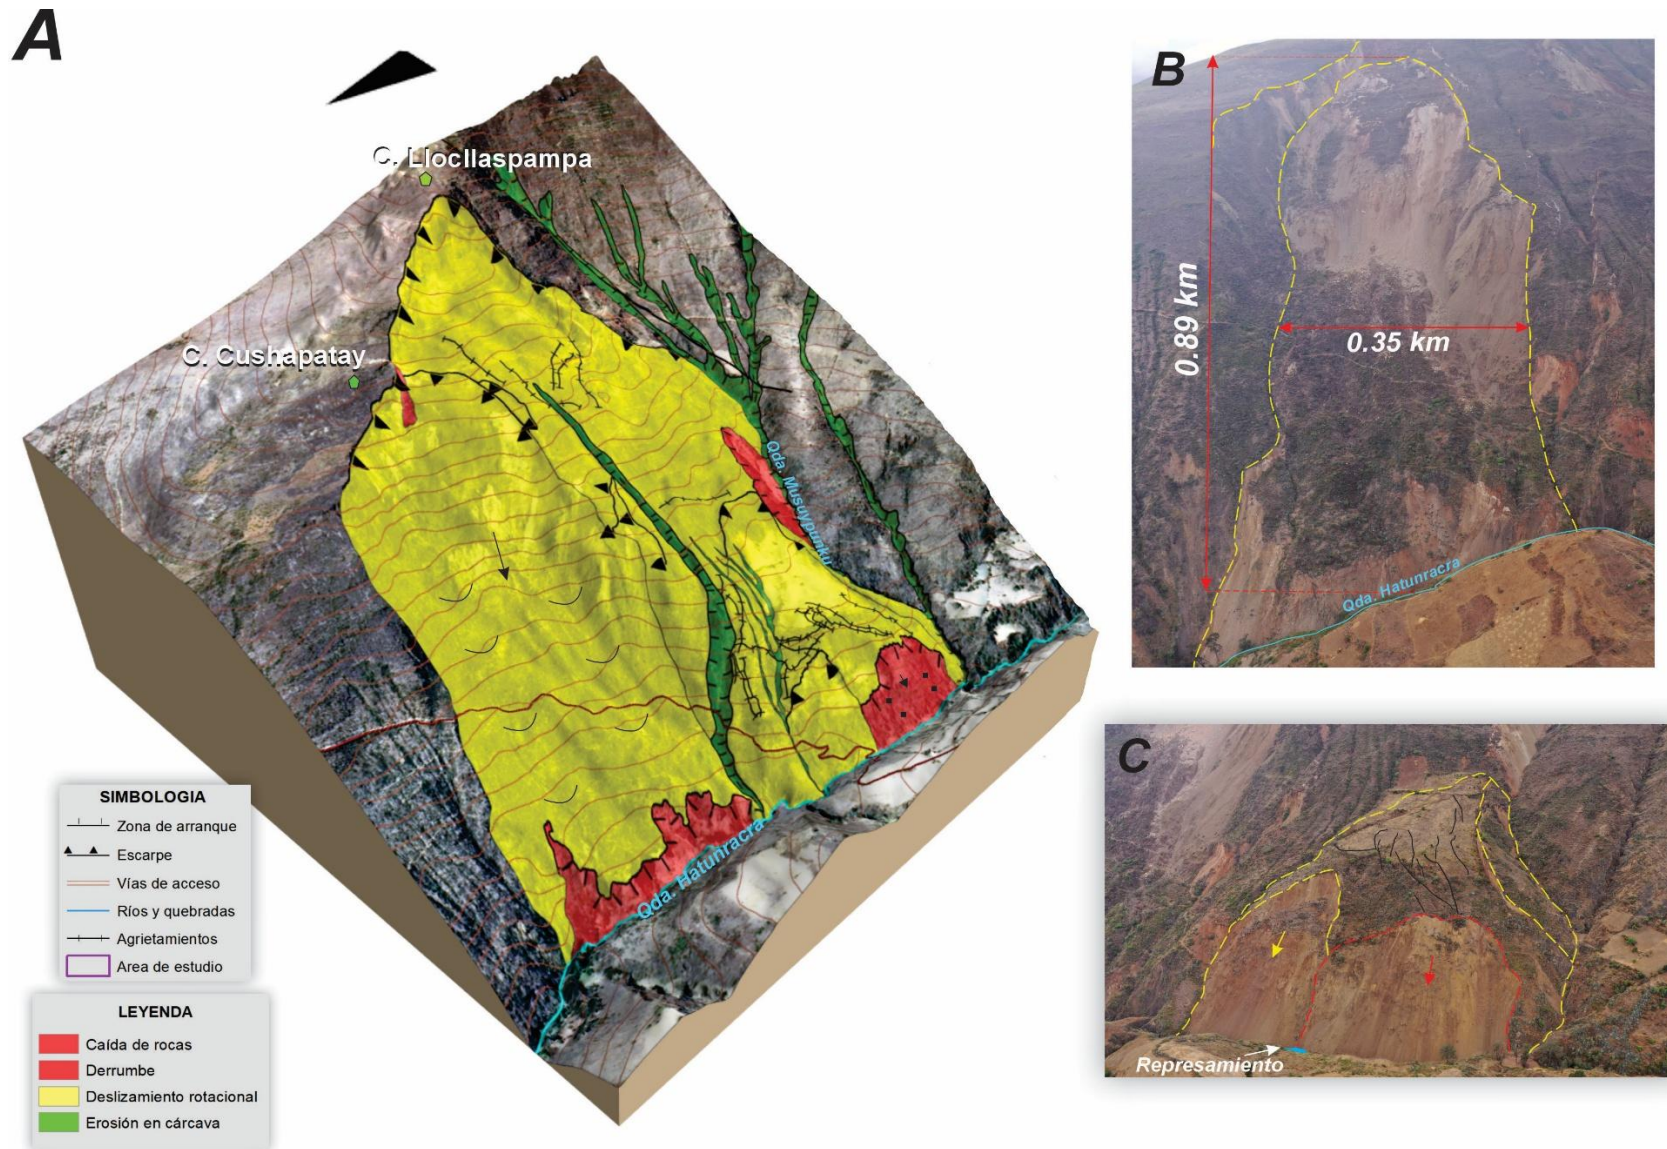 A
C. Llocllaspampa
C. Cushapatay
Qda. Musuypunku
Qda. Hatunracra
SIMBOLOGIA
Zona de arranque
Escarpe
Vías de acceso
Ríos y quebradas
Agrietamientos
Area de estudio
LEYENDA
Caída de rocas
Derrumbe
Deslizamiento rotacional
Erosión en cárcava
B
0.89 km
0.35 km
Qda. Hatunracra
C
Represamiento